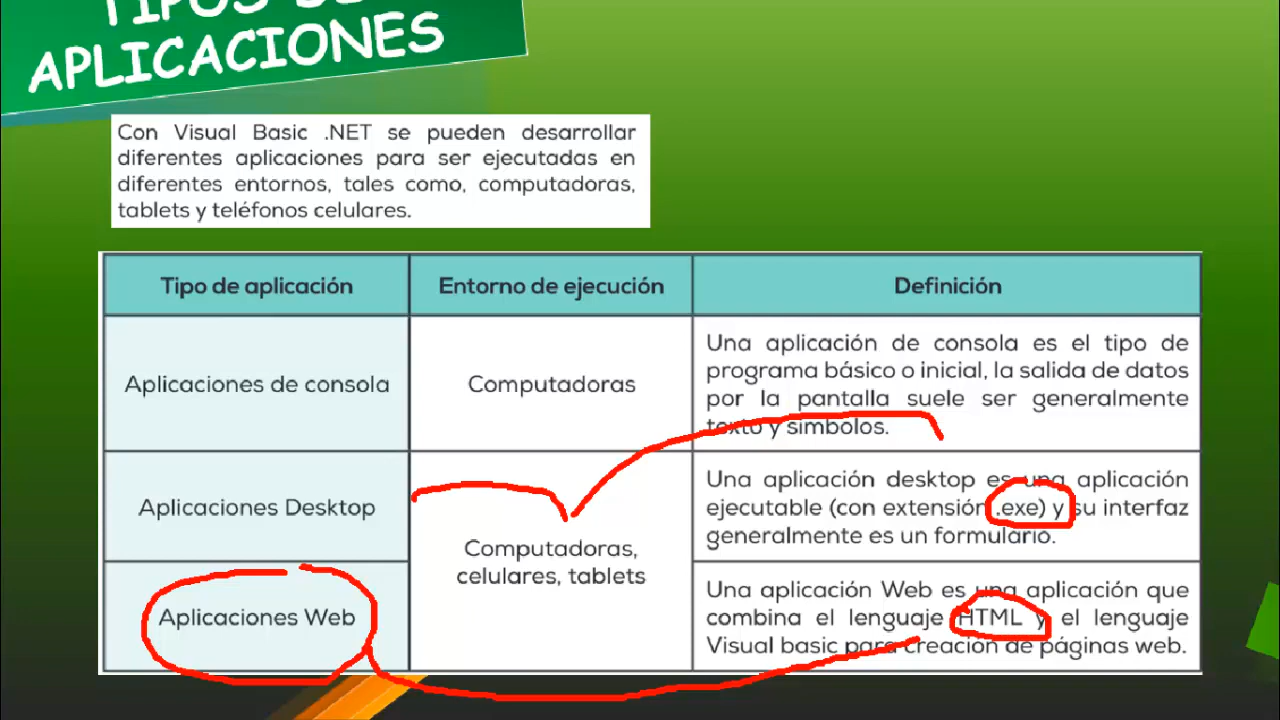 TIPOS DE
APLICACIONES
Con Visual Basic .NET se pueden desarrollar
diferentes aplicaciones para ser ejecutadas en
diferentes entornos, tales como, computadoras,
tablets y teléfonos celulares.
Tipo de aplicación
Entorno de ejecución
Definición
Aplicaciones de consola
Computadoras
Una aplicación de consola es el tipo de
programa básico o inicial, la salida de datos
por la pantalla suele ser generalmente
texto y símbolos.
Aplicaciones Desktop
Computadoras,
celulares, tablets
Una aplicación desktop es una aplicación
ejecutable (con extensión .exe) y su interfaz
generalmente es un formulario.
Aplicaciones Web
Una aplicación Web es una aplicación que
combina el lenguaje HTML y el lenguaje
Visual basic para creación de páginas web.